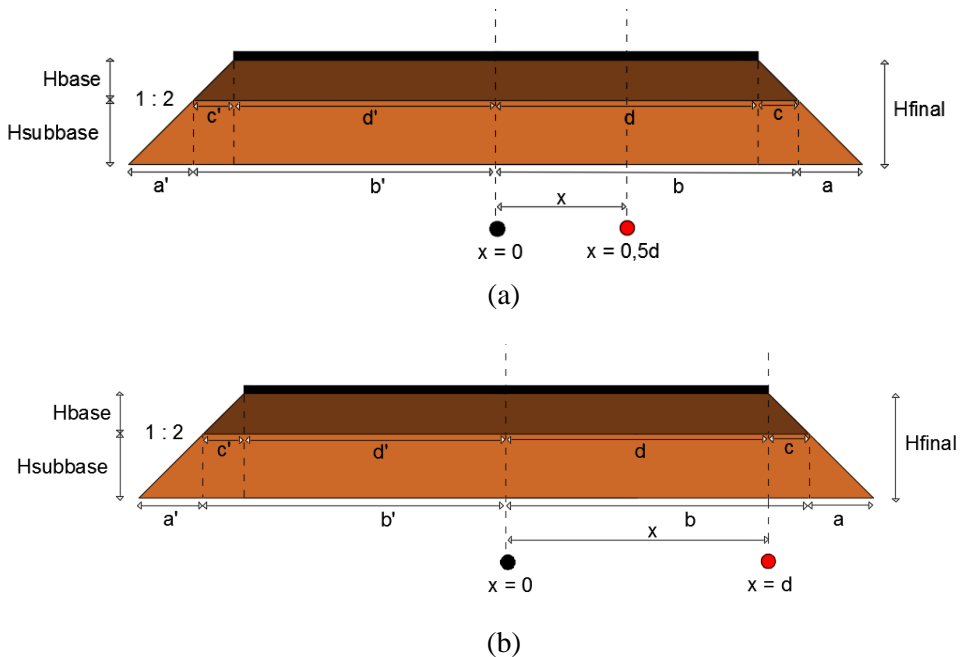 Hbase
1 : 2
Hsubbase
c'
d'
d
c
Hfinal
a'
b'
b
a
x
x = 0
x = 0,5d
(a)
Hbase
1 : 2
Hsubbase
c'
d'
d
c
Hfinal
a'
b'
b
a
x
x = 0
x = d
(b)